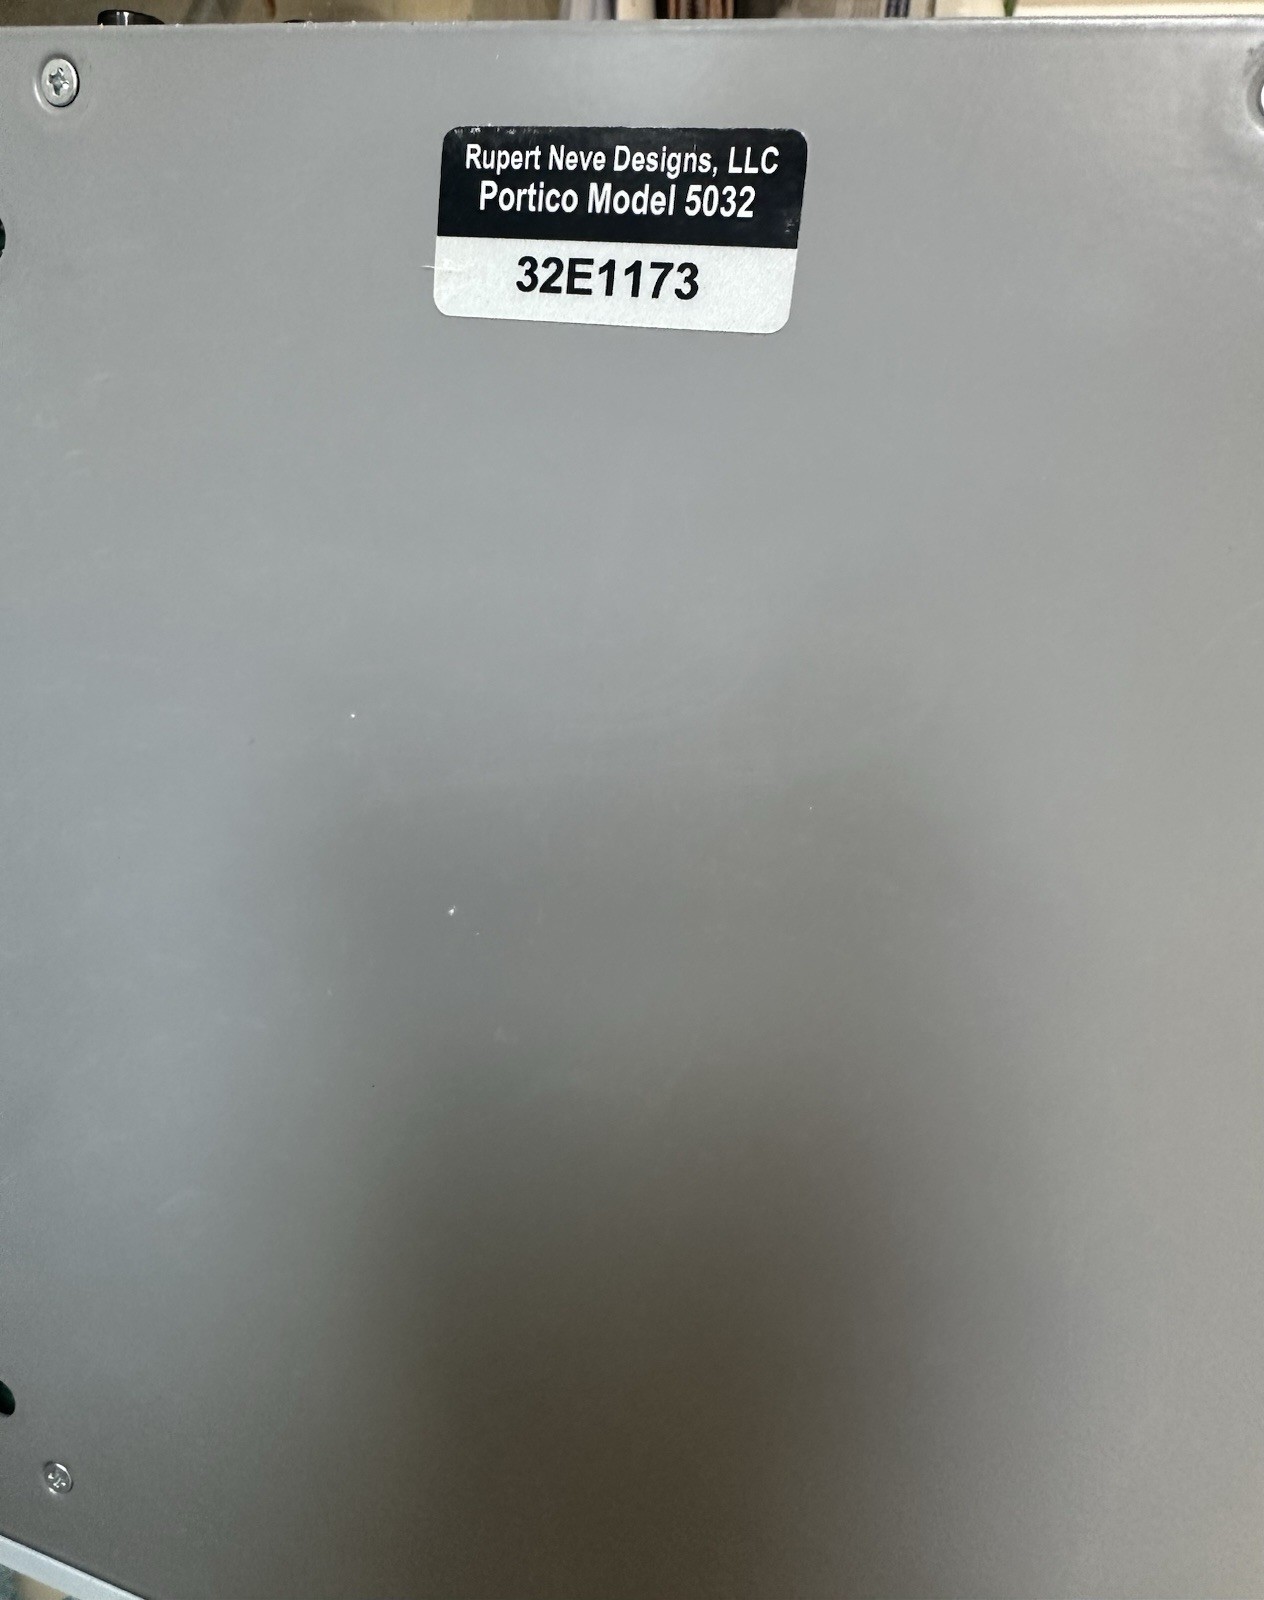 Rupert Neve Designs, LLC
Portico Model 5032
32E1173